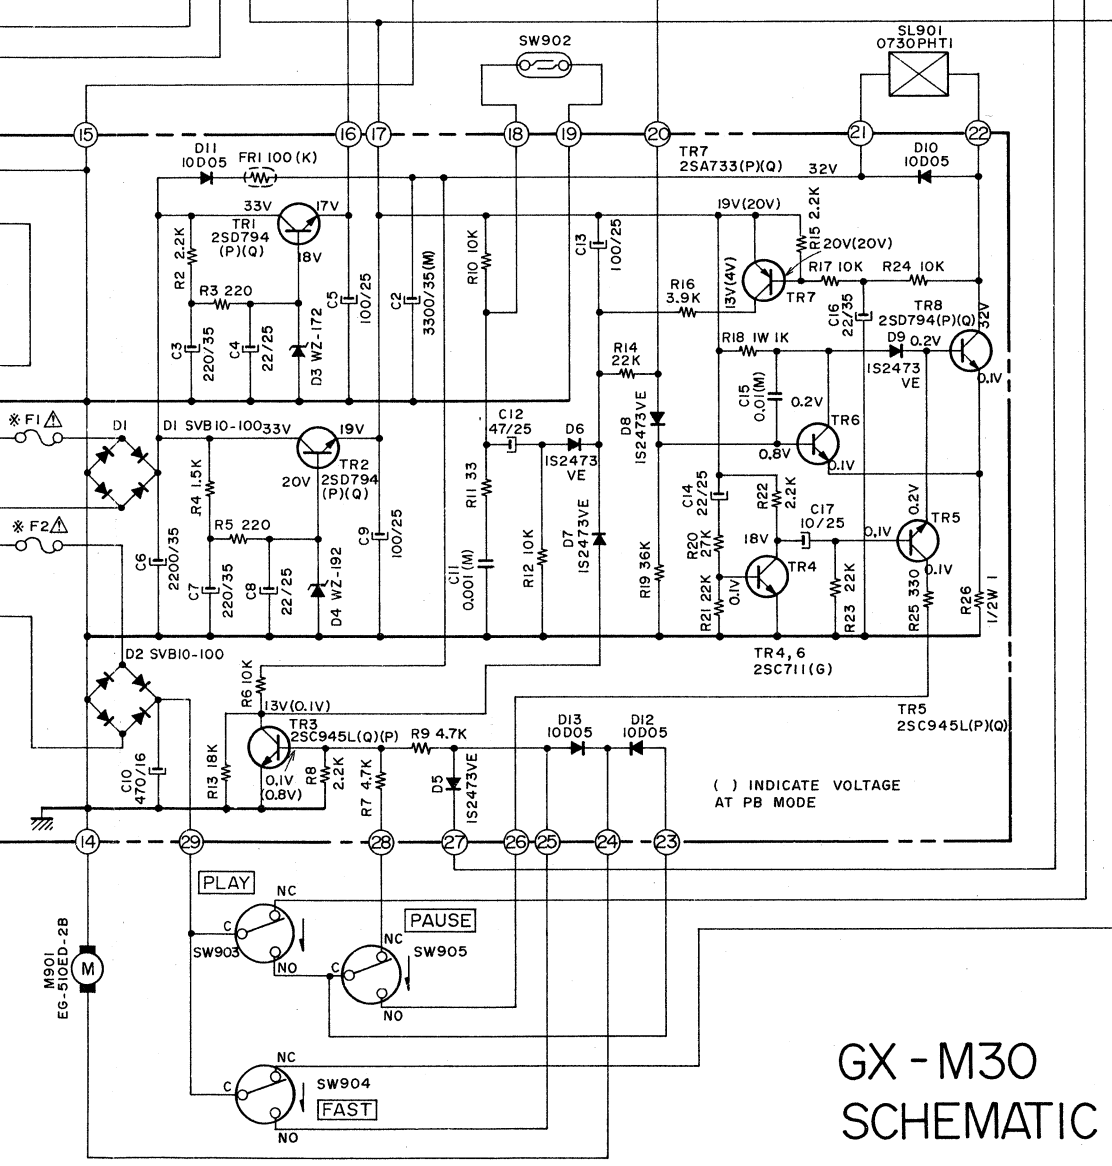 SW902
SL901
0730PHT1
15
16
17
18
19
20
21
22
D11
10D05
FR1 100 (K)
TR7
2SA733(P)(Q)
32V
D10
10D05
33V
17V
TR1
2SD794
(P)(Q)
18V
R2 2.2K
R3 220
C3
220/35
C4
22/25
D3 WZ-172
C5
100/25
C2
3300/35(M)
R10 10K
C13
100/25
19V(20V)
R15 2.2K
20V(20V)
13V(4V)
TR7
R17 10K
R24 10K
R16
3.9K
C16
22/35
TR8
2SD794(P)(Q)
32V
R18 1W 1K
D9
0.2V
1S2473
VE
0.1V
R14
22K
C15
0.01(M)
0.2V
TR6
0.8V
0.1V
D8
1S2473VE
※ F1 ⚠
D1
D1 SVB10-100
33V
19V
TR2
2SD794
(P)(Q)
20V
C12
47/25
D6
1S2473
VE
R4 1.5K
R5 220
R11 33
C14
22/25
R22
2.2K
C17
10/25
0.2V
TR5
0.1V
0.1V
※ F2 ⚠
C6
2200/35
C7
220/35
C8
22/25
D4 WZ-192
C9
100/25
C11
0.001 (M)
R12 10K
D7
1S2473VE
R19 36K
R20
27K
18V
TR4
0.1V
R21 22K
R23 22K
R25 330
R26
1/2W 1
D2 SVB10-100
TR4, 6
2SC711(G)
R6 10K
13V(0.1V)
TR3
2SC945L(Q)(P)
R9 4.7K
D13
10D05
D12
10D05
TR5
2SC945L(P)(Q)
C10
470/16
R13 18K
0.1V
(0.8V)
R8
2.2K
R7 4.7K
D5
1S2473VE
( ) INDICATE VOLTAGE
AT PB MODE
14
29
28
27
26
25
24
23
PLAY
NC
C
SW903
NO
PAUSE
NC
SW905
C
NO
M901
EG-510ED-2B
M
NC
C
SW904
FAST
NO
GX-M30
SCHEMATIC